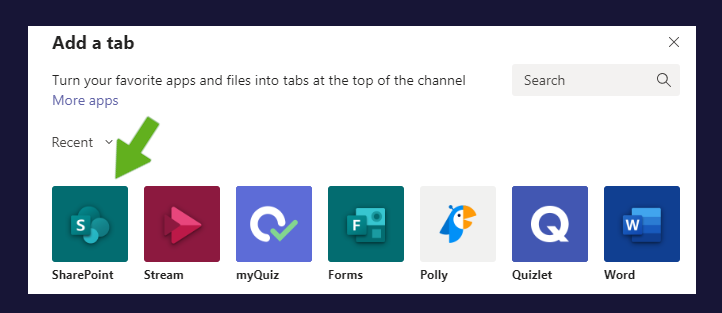 Add a tab
Turn your favorite apps and files into tabs at the top of the channel
More apps
Search
Recent
S
F
W
SharePoint Stream myQuiz Forms Polly Quizlet Word